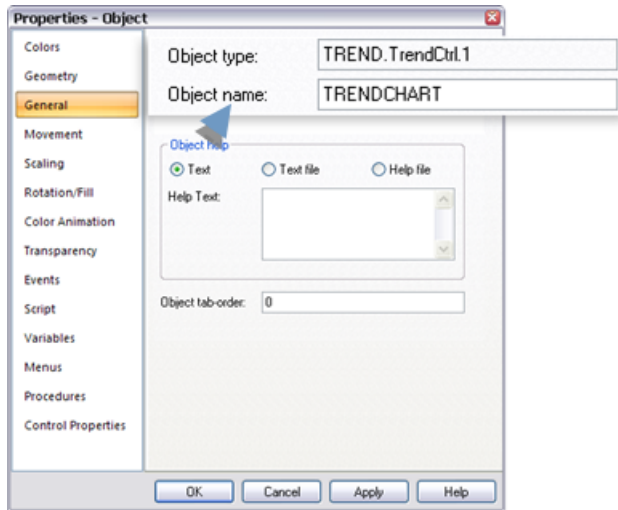 Properties - Object
Colors
Geometry
General
Movement
Scaling
Rotation/Fill
Color Animation
Transparency
Events
Script
Variables
Menus
Procedures
Control Properties
Object type: TREND.TrendCtrl.1
Object name: TRENDCHART
Object help
Text Text file Help file
Help Text:
Object tab-order: 0
OK Cancel Apply Help